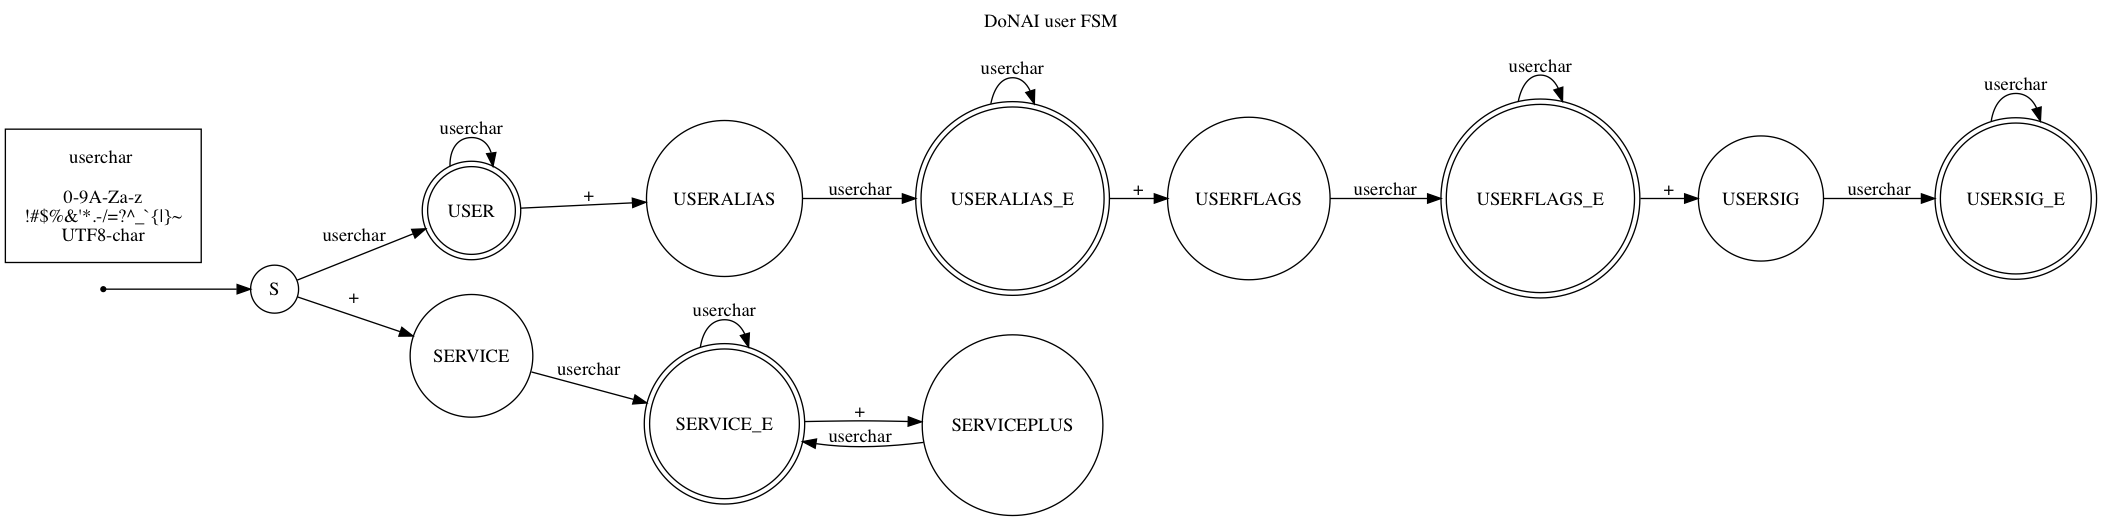 DoNAI user FSM
userchar
0-9A-Za-z
!#$%&'*.-/=?^_`{|}~
UTF8-char
S
userchar
+
userchar
USER
+
USERALIAS
userchar
userchar
USERALIAS_E
+
USERFLAGS
userchar
userchar
USERFLAGS_E
+
USERSIG
userchar
userchar
USERSIG_E
SERVICE
userchar
userchar
SERVICE_E
+
userchar
SERVICEPLUS